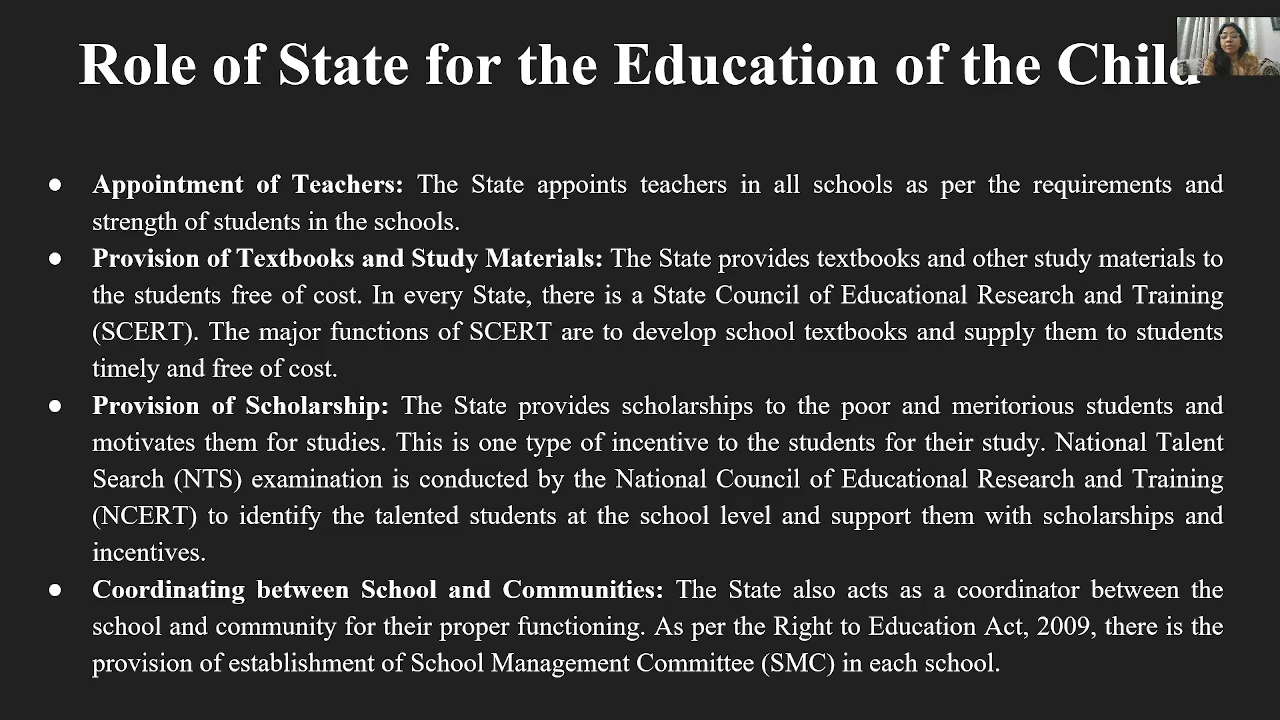 Role of State for the Education of the Child
● Appointment of Teachers: The State appoints teachers in all schools as per the requirements and
strength of students in the schools.
● Provision of Textbooks and Study Materials: The State provides textbooks and other study materials to
the students free of cost. In every State, there is a State Council of Educational Research and Training
(SCERT). The major functions of SCERT are to develop school textbooks and supply them to students
timely and free of cost.
● Provision of Scholarship: The State provides scholarships to the poor and meritorious students and
motivates them for studies. This is one type of incentive to the students for their study. National Talent
Search (NTS) examination is conducted by the National Council of Educational Research and Training
(NCERT) to identify the talented students at the school level and support them with scholarships and
incentives.
● Coordinating between School and Communities: The State also acts as a coordinator between the
school and community for their proper functioning. As per the Right to Education Act, 2009, there is the
provision of establishment of School Management Committee (SMC) in each school.